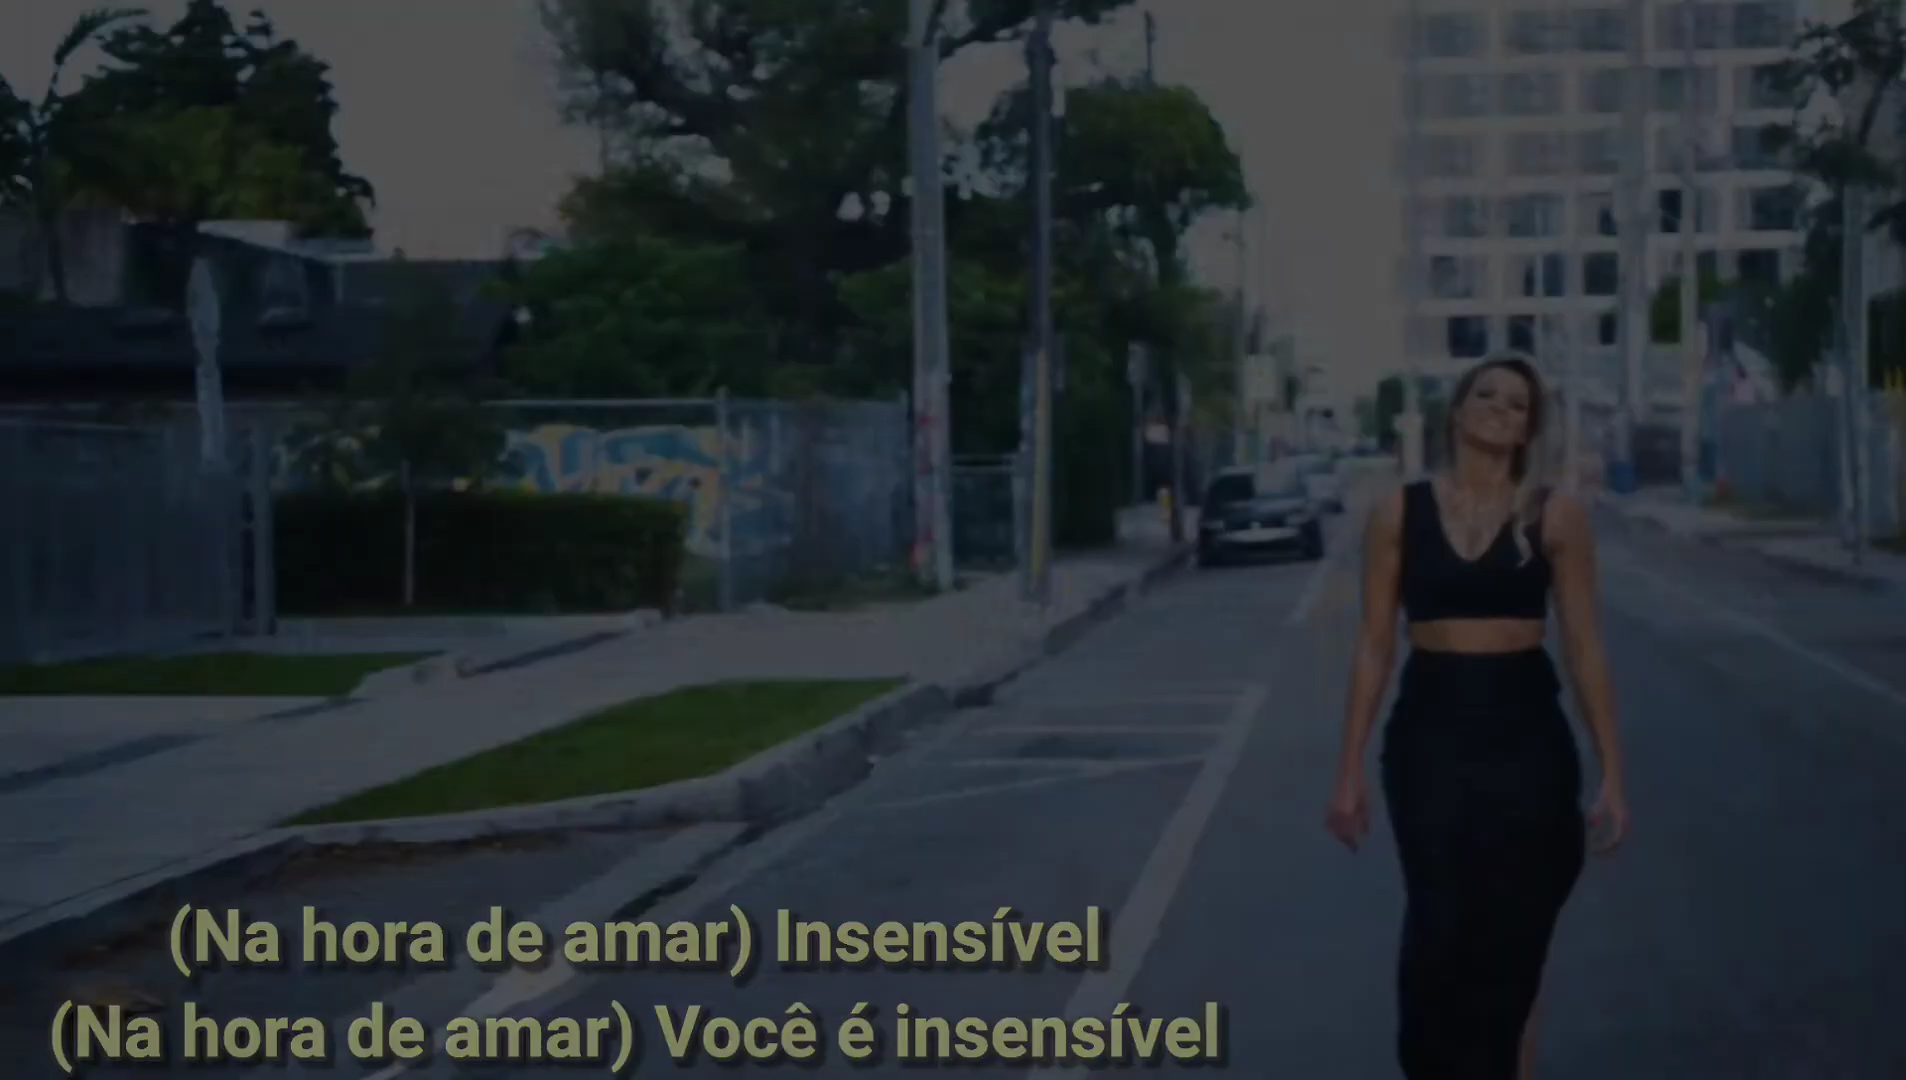 (Na hora de amar) Insensível
(Na hora de amar) Você é insensível